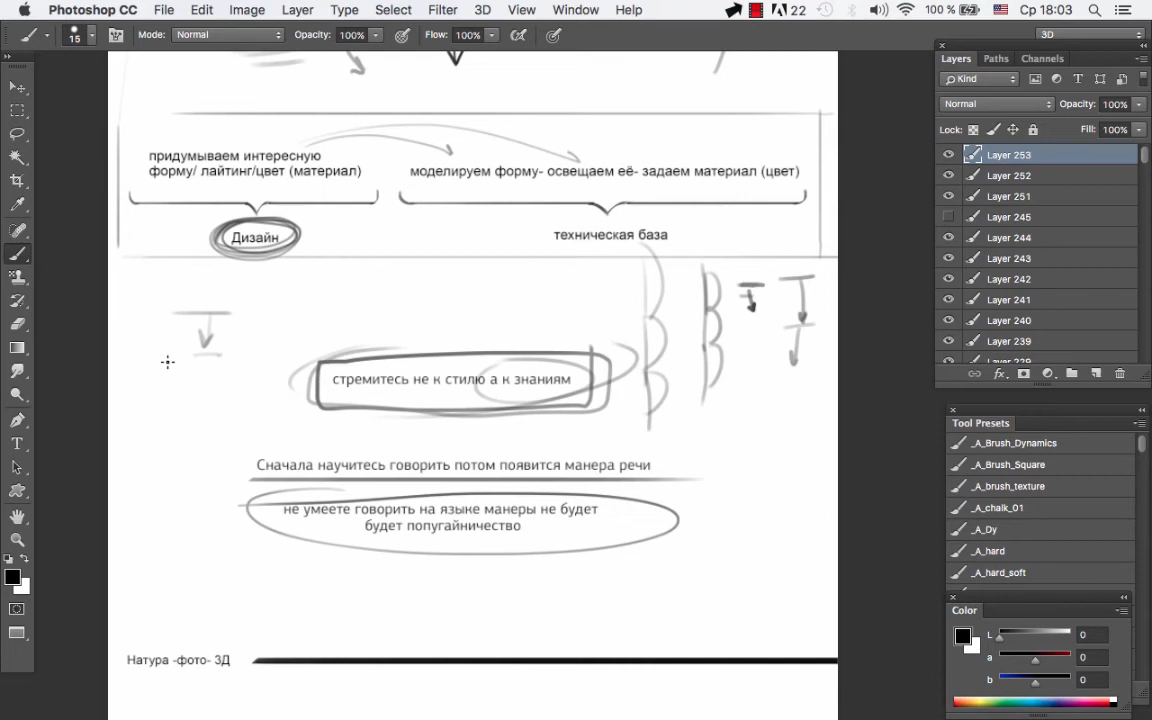 Photoshop CC File Edit Image Layer Type Select Filter 3D View Window Help 22 100 % Ср 18:03
15 Mode: Normal Opacity: 100% Flow: 100% 3D
Layers Paths Channels
Kind
Normal Opacity: 100%
Lock: Fill: 100%
Layer 253
Layer 252
Layer 251
Layer 245
Layer 244
Layer 243
Layer 242
Layer 241
Layer 240
Layer 239
Layer 229
fx
Tool Presets
_A_Brush_Dynamics
_A_Brush_Square
_A_brush_texture
_A_chalk_01
_A_Dy
_A_hard
_A_hard_soft
Color
L 0
a 0
b 0
придумываем интересную
форму/ лайтинг/цвет (материал)
моделируем форму- освещаем её- задаем материал (цвет)
Дизайн
техническая база
стремитесь не к стилю а к знаниям
Сначала научитесь говорить потом появится манера речи
не умеете говорить на языке манеры не будет
будет попугайничество
Натура -фото- 3Д